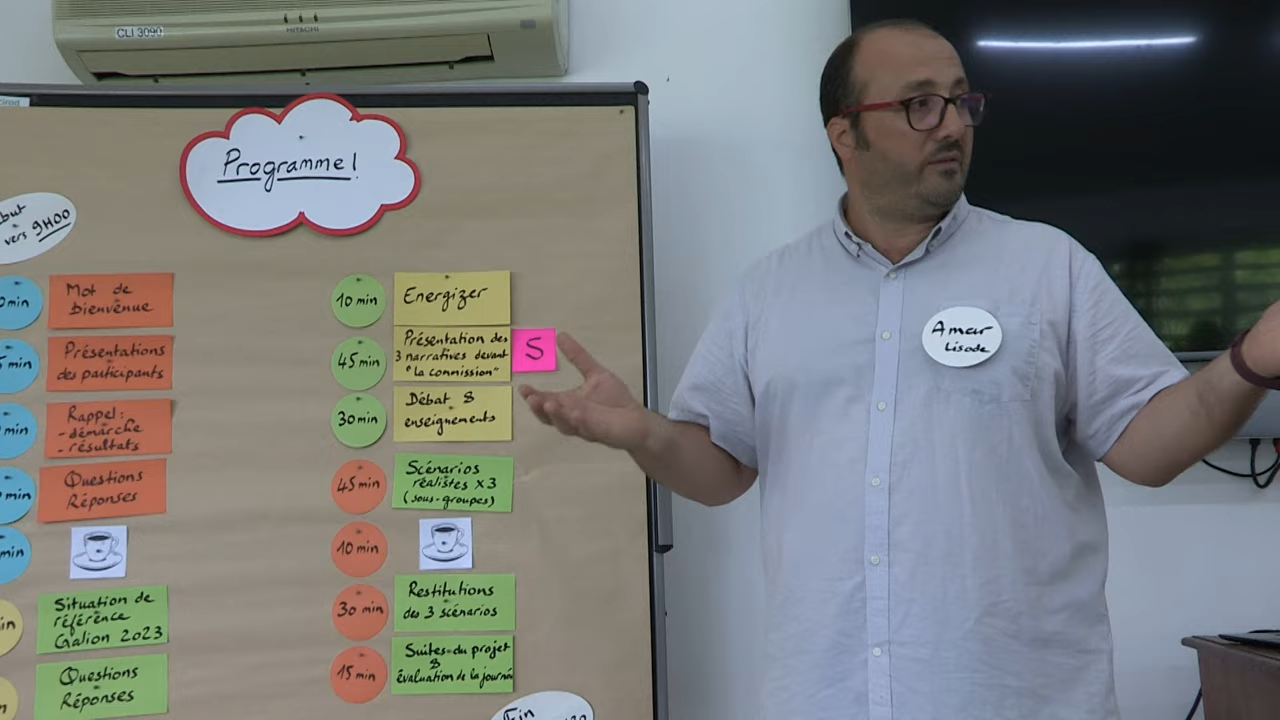 CLI 3090
HITACHI
Programme!
vers 9H00
Mot de
bienvenue
Présentations
des participants
Rappel:
- démarche
- résultats
Questions
Réponses
min
Situation de
référence
Galion 2023
Questions
Réponses
10 min
Energizer
45 min
Présentation des
3 narratives devant
"la commission"
S
30 min
Débat &
enseignements
45 min
Scénarios
réalistes x3
(sous-groupes)
10 min
30 min
Restitutions
des 3 scénarios
15 min
Suites du projet
&
évaluation de la journée
Fin
Amar
Lisode